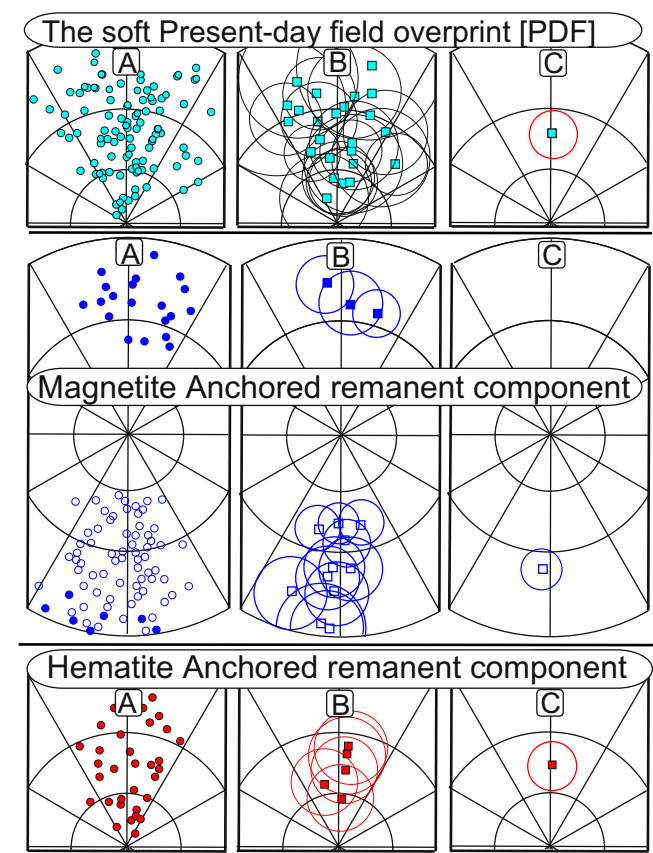 The soft Present-day field overprint [PDF]
A B C
A B C
Magnetite Anchored remanent component
Hematite Anchored remanent component
A B C